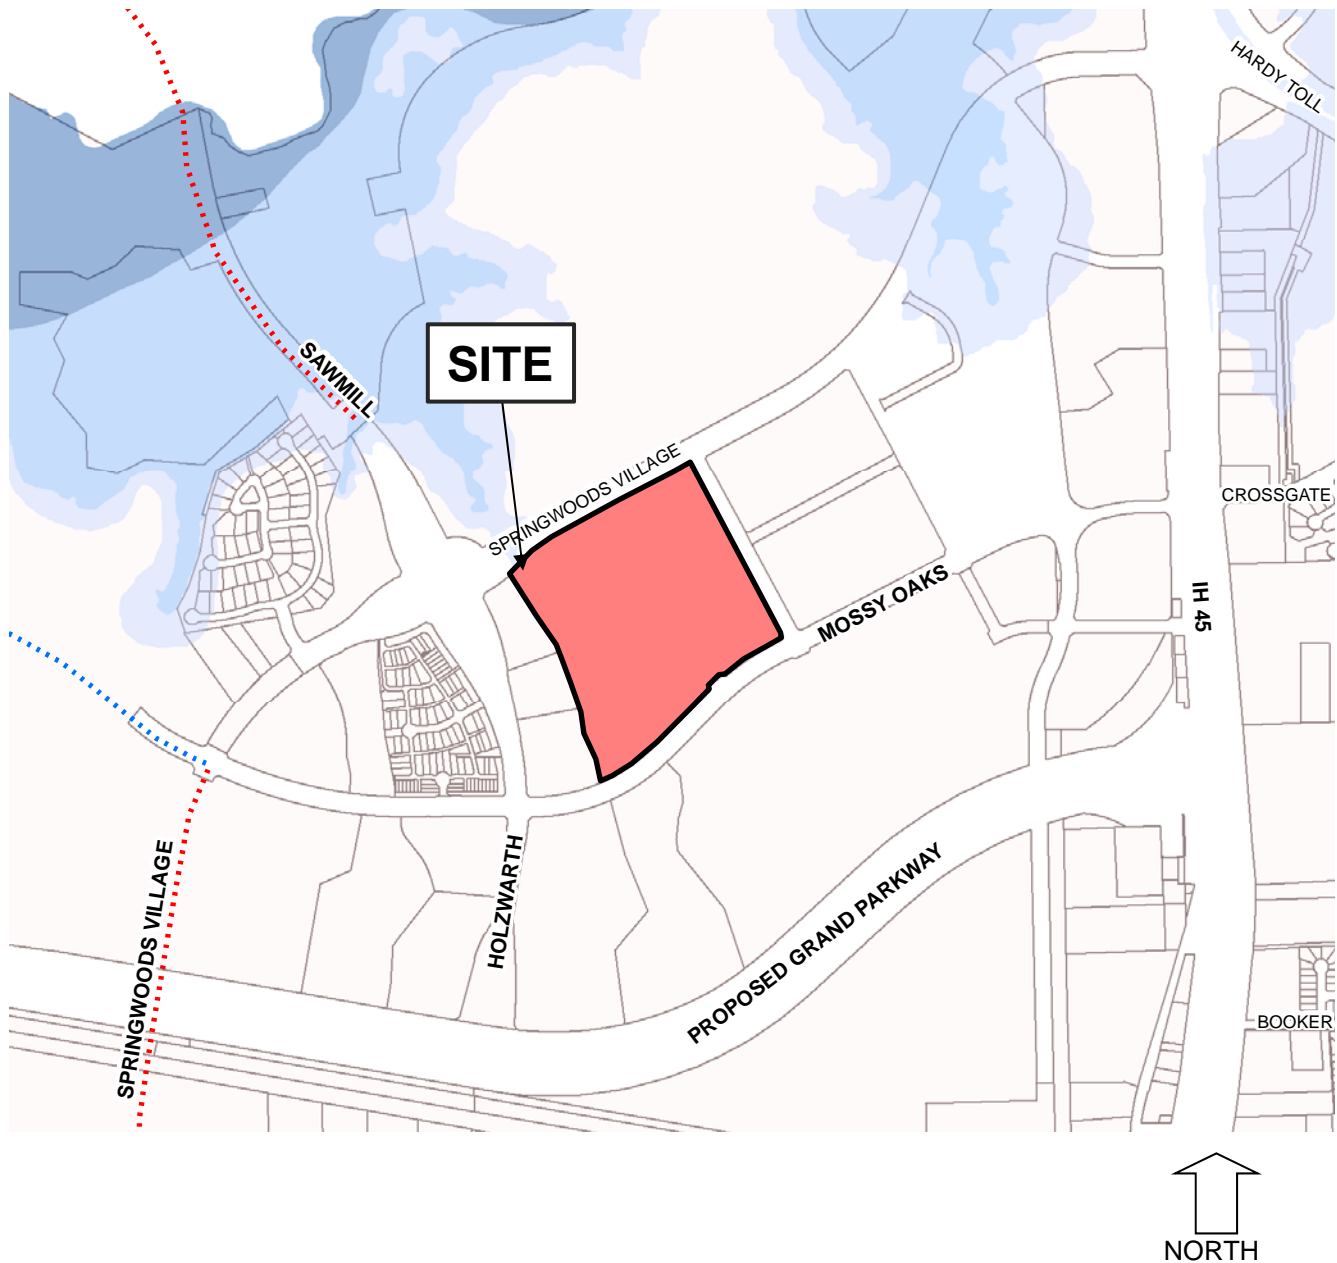 HARDY TOLL
SAWMILL
SITE
SPRINGWOODS VILLAGE
CROSSGATE
MOSSY OAKS
IH 45
SPRINGWOODS VILLAGE
HOLZWARTH
PROPOSED GRAND PARKWAY
BOOKER
NORTH